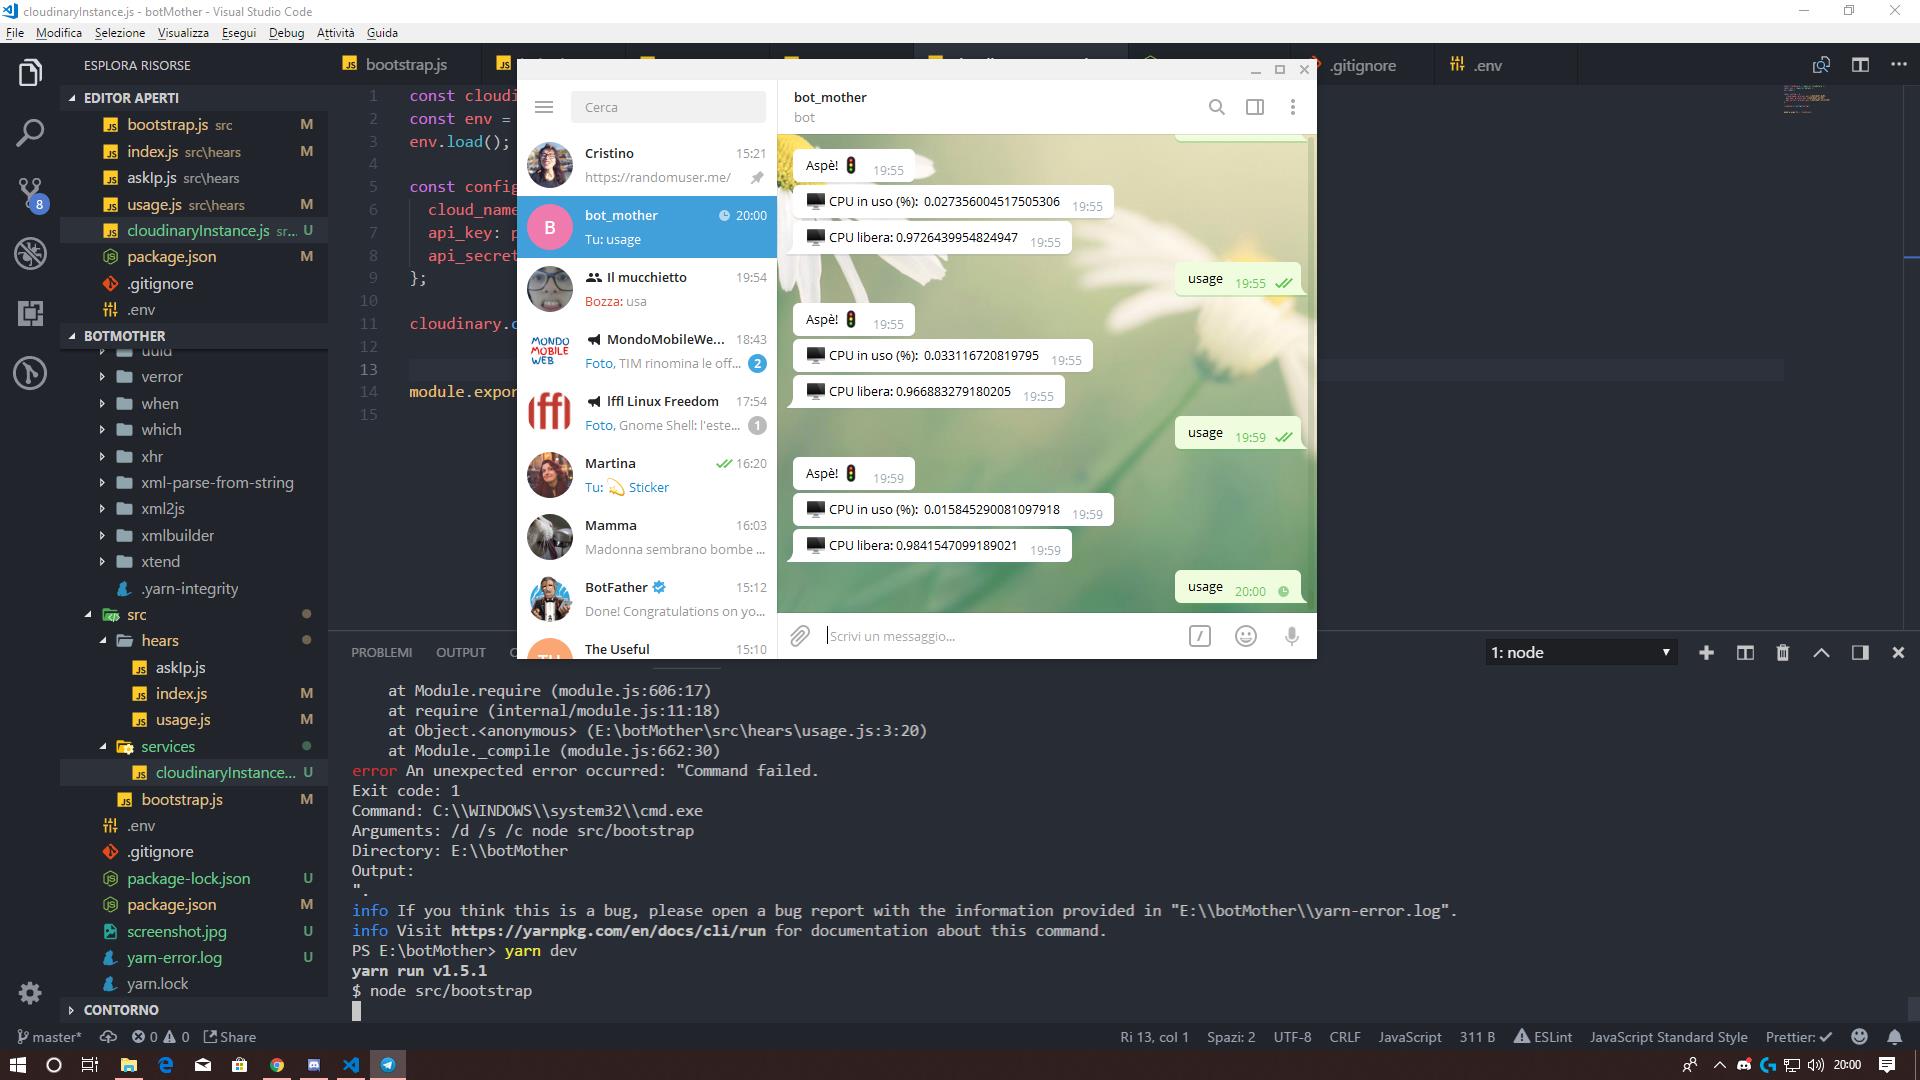 cloudinaryInstance.js - botMother - Visual Studio Code
File Modifica Selezione Visualizza Esegui Debug Attività Guida
ESPLORA RISORSE
EDITOR APERTI
bootstrap.js src M
index.js src\hears M
askIp.js src\hears
usage.js src\hears M
cloudinaryInstance.js sr... U
package.json M
.gitignore
.env
BOTMOTHER
uuid
verror
when
which
xhr
xml-parse-from-string
xml2js
xmlbuilder
xtend
.yarn-integrity
src
hears
askIp.js
index.js M
usage.js M
services
cloudinaryInstance... U
bootstrap.js M
.env
.gitignore
package-lock.json U
package.json M
screenshot.jpg U
yarn-error.log U
yarn.lock
CONTORNO
8
bootstrap.js
.gitignore
.env
1 const cloudi
2 const env =
3 env.load();
4
5 const config
6 cloud_name
7 api_key: p
8 api_secret
9 };
10
11 cloudinary.c
12
13
14 module.expor
15
Cerca
Cristino 15:21
https://randomuser.me/
B
bot_mother 20:00
Tu: usage
Il mucchietto 19:54
Bozza: usa
MONDO MOBILE WEB
MondoMobileWe... 18:43
Foto, TIM rinomina le off... 2
lffl
lffl Linux Freedom 17:54
Foto, Gnome Shell: l'este... 1
Martina 16:20
Tu: 💫 Sticker
Mamma 16:03
Madonna sembrano bombe ...
BotFather 15:12
Done! Congratulations on yo...
TU
The Useful 15:10
bot_mother
bot
Aspè! 🚦 19:55
🖥 CPU in uso (%): 0.027356004517505306 19:55
🖥 CPU libera: 0.9726439954824947 19:55
usage 19:55
Aspè! 🚦 19:55
🖥 CPU in uso (%): 0.033116720819795 19:55
🖥 CPU libera: 0.966883279180205 19:55
usage 19:59
Aspè! 🚦 19:59
🖥 CPU in uso (%): 0.015845290081097918 19:59
🖥 CPU libera: 0.9841547099189021 19:59
usage 20:00
Scrivi un messaggio...
PROBLEMI OUTPUT
1: node
at Module.require (module.js:606:17)
at require (internal/module.js:11:18)
at Object.<anonymous> (E:\botMother\src\hears\usage.js:3:20)
at Module._compile (module.js:662:30)
error An unexpected error occurred: "Command failed.
Exit code: 1
Command: C:\\WINDOWS\\system32\\cmd.exe
Arguments: /d /s /c node src/bootstrap
Directory: E:\\botMother
Output:
".
info If you think this is a bug, please open a bug report with the information provided in "E:\\botMother\\yarn-error.log".
info Visit https://yarnpkg.com/en/docs/cli/run for documentation about this command.
PS E:\botMother> yarn dev
yarn run v1.5.1
$ node src/bootstrap
master* 0 0 Share
Ri 13, col 1 Spazi: 2 UTF-8 CRLF JavaScript 311 B ESLint JavaScript Standard Style Prettier: ✓
20:00